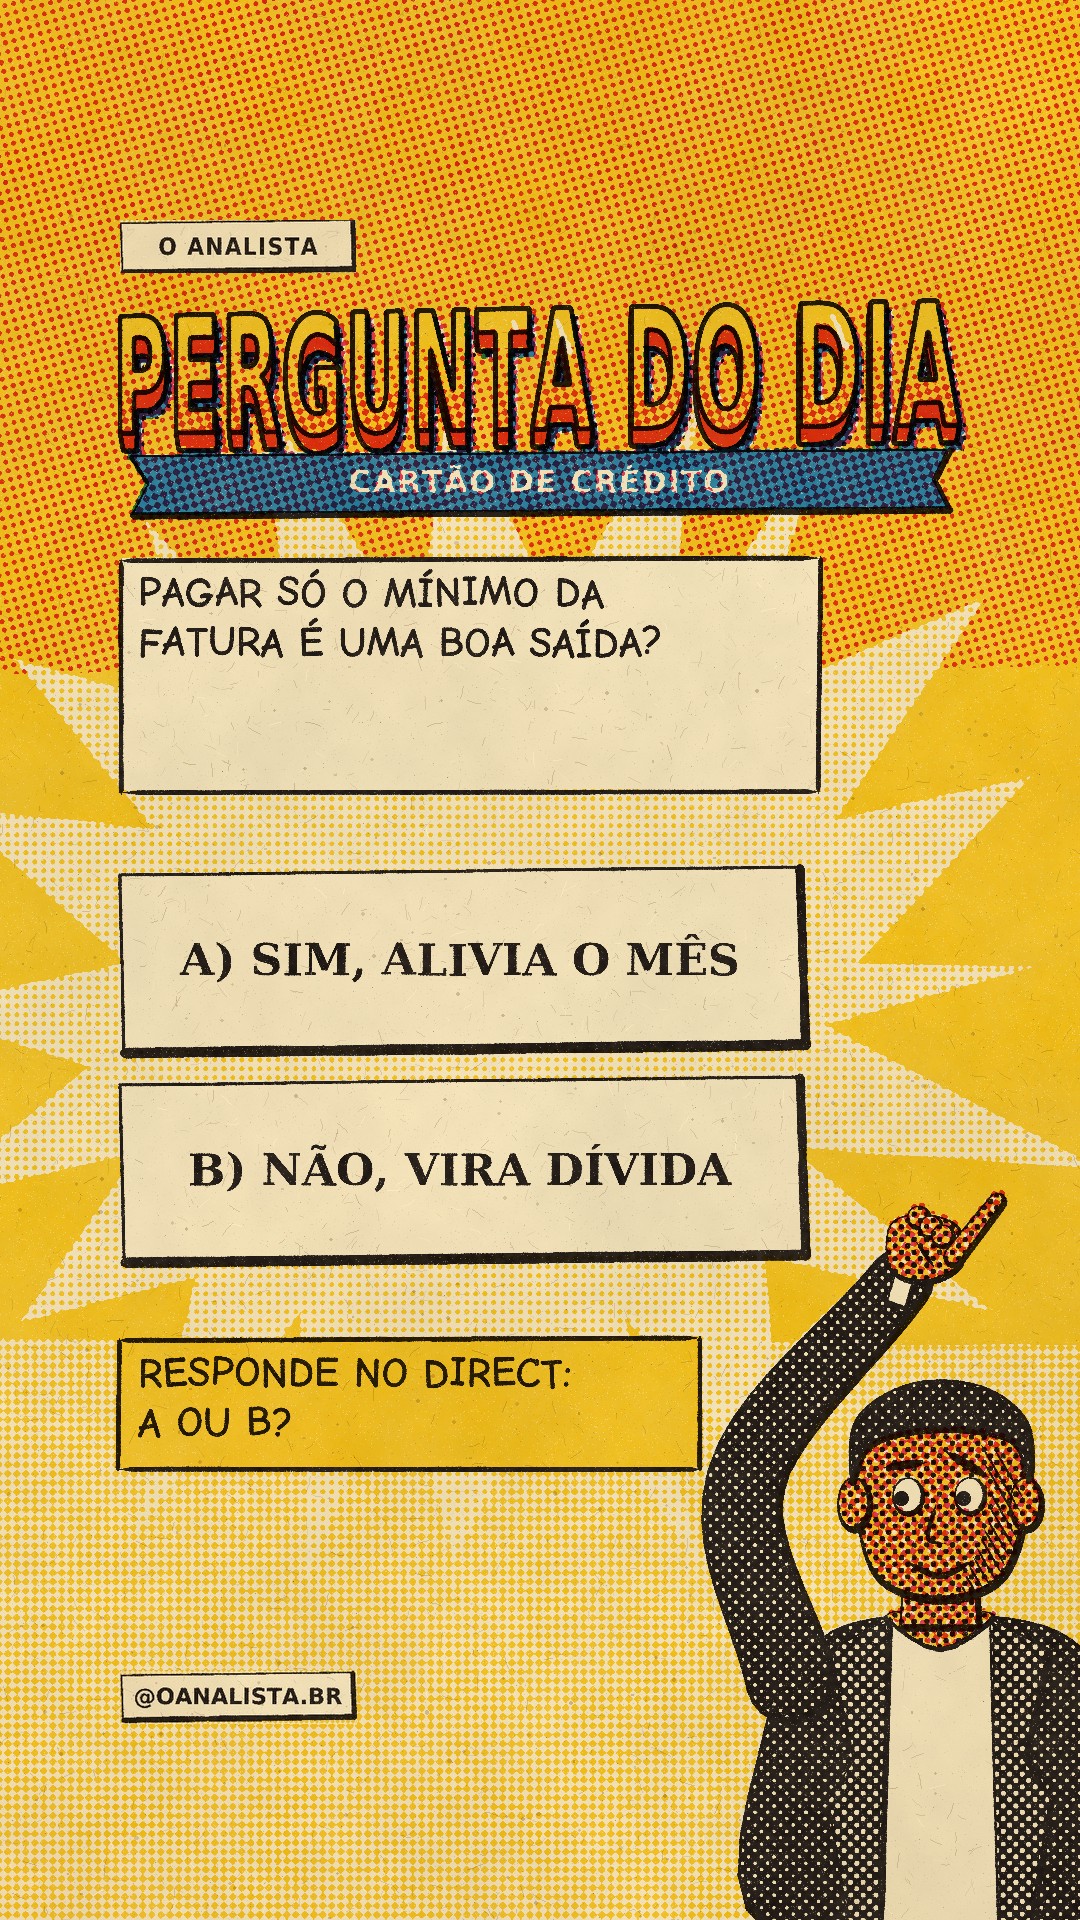 O ANALISTA
PERGUNTA DO DIA
CARTÃO DE CRÉDITO
PAGAR SÓ O MÍNIMO DA
FATURA É UMA BOA SAÍDA?
A) SIM, ALIVIA O MÊS
B) NÃO, VIRA DÍVIDA
RESPONDE NO DIRECT:
A OU B?
@OANALISTA.BR